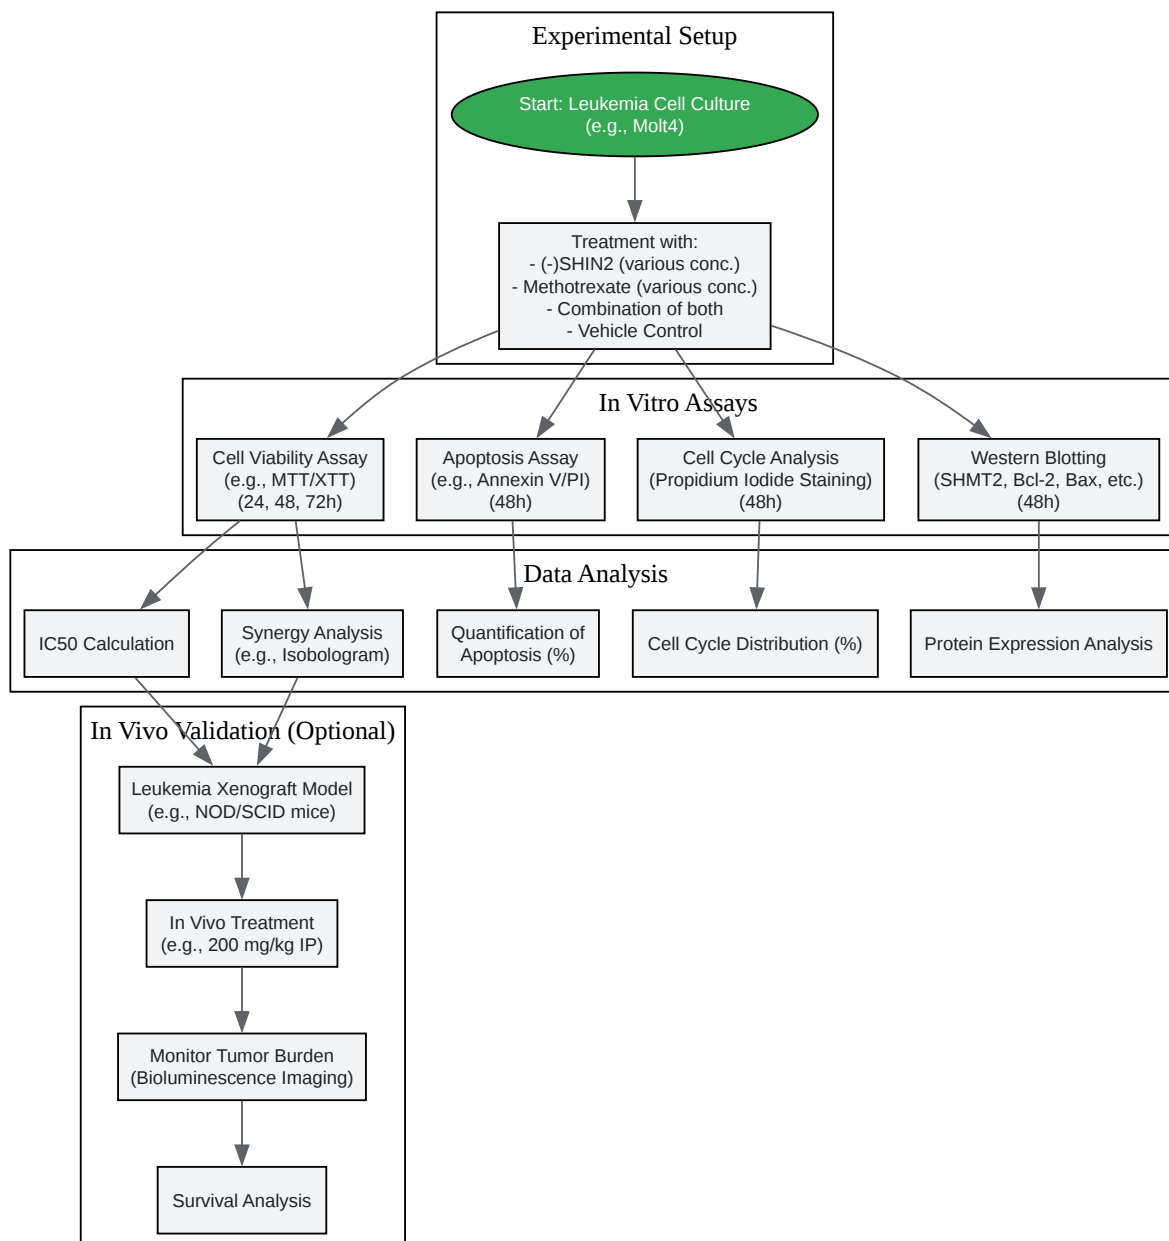 Experimental Setup
Start: Leukemia Cell Culture
(e.g., Molt4)
Treatment with:
- (-)SHIN2 (various conc.)
- Methotrexate (various conc.)
- Combination of both
- Vehicle Control
In Vitro Assays
Cell Viability Assay
(e.g., MTT/XTT)
(24, 48, 72h)
Apoptosis Assay
(e.g., Annexin V/PI)
(48h)
Cell Cycle Analysis
(Propidium Iodide Staining)
(48h)
Western Blotting
(SHMT2, Bcl-2, Bax, etc.)
(48h)
Data Analysis
IC50 Calculation
Synergy Analysis
(e.g., Isobologram)
Quantification of
Apoptosis (%)
Cell Cycle Distribution (%)
Protein Expression Analysis
In Vivo Validation (Optional)
Leukemia Xenograft Model
(e.g., NOD/SCID mice)
In Vivo Treatment
(e.g., 200 mg/kg IP)
Monitor Tumor Burden
(Bioluminescence Imaging)
Survival Analysis